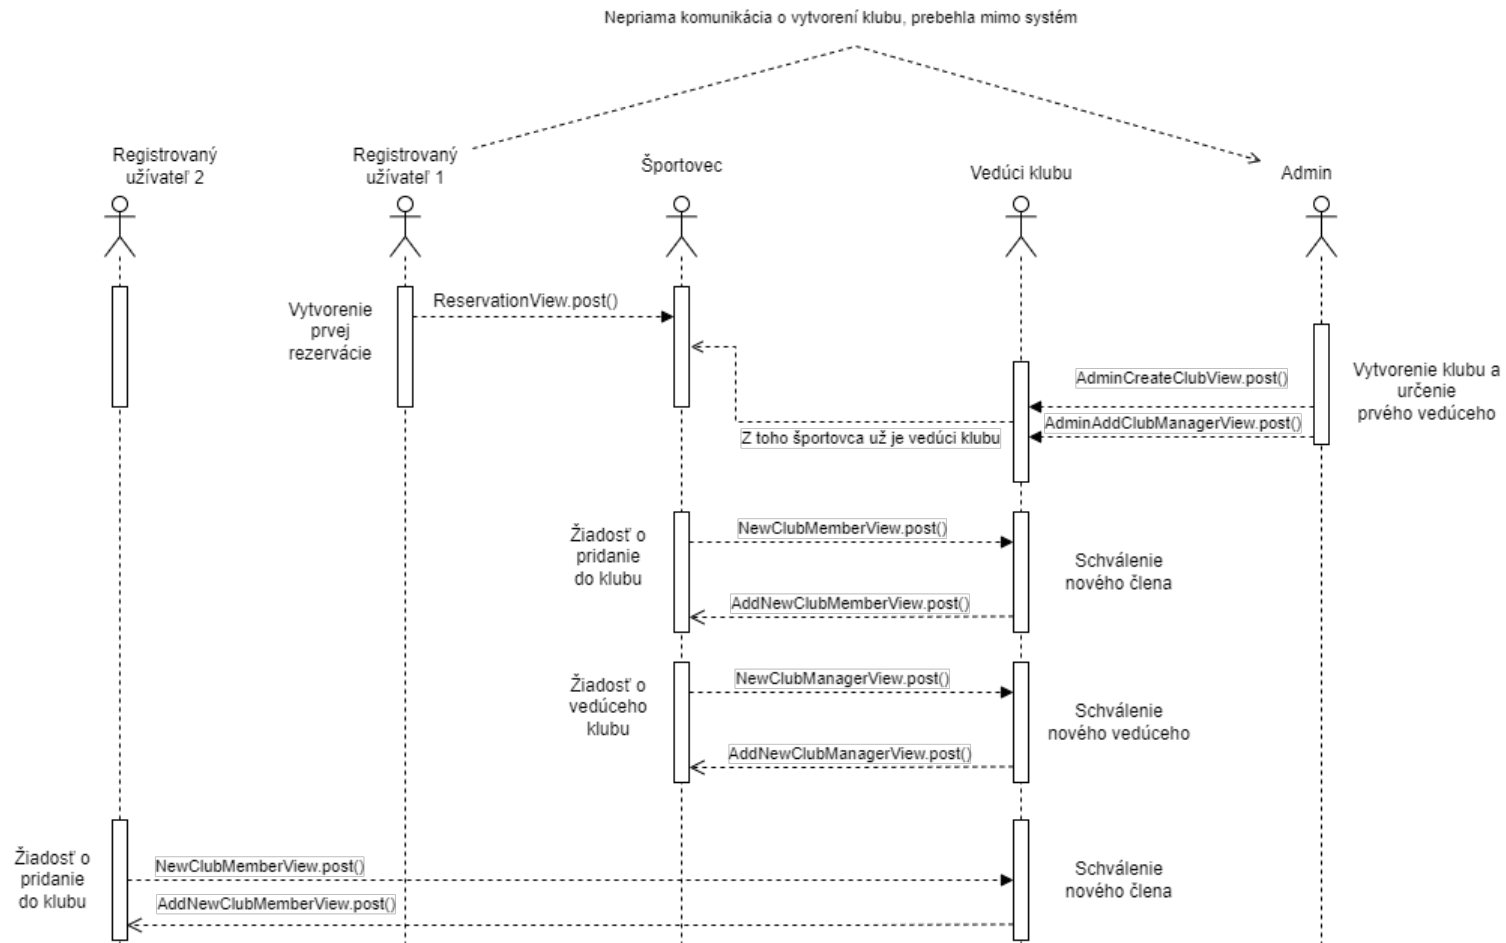 Nepriama komunikácia o vytvorení klubu, prebehla mimo systém
Registrovaný
užívateľ 2
Registrovaný
užívateľ 1
Športovec
Vedúci klubu
Admin
Vytvorenie
prvej
rezervácie
ReservationView.post()
AdminCreateClubView.post()
AdminAddClubManagerView.post()
Vytvorenie klubu a
určenie
prvého vedúceho
Z toho športovca už je vedúci klubu
Žiadosť o
pridanie
do klubu
NewClubMemberView.post()
AddNewClubMemberView.post()
Schválenie
nového člena
Žiadosť o
vedúceho
klubu
NewClubManagerView.post()
AddNewClubManagerView.post()
Schválenie
nového vedúceho
Žiadosť o
pridanie
do klubu
NewClubMemberView.post()
AddNewClubMemberView.post()
Schválenie
nového člena